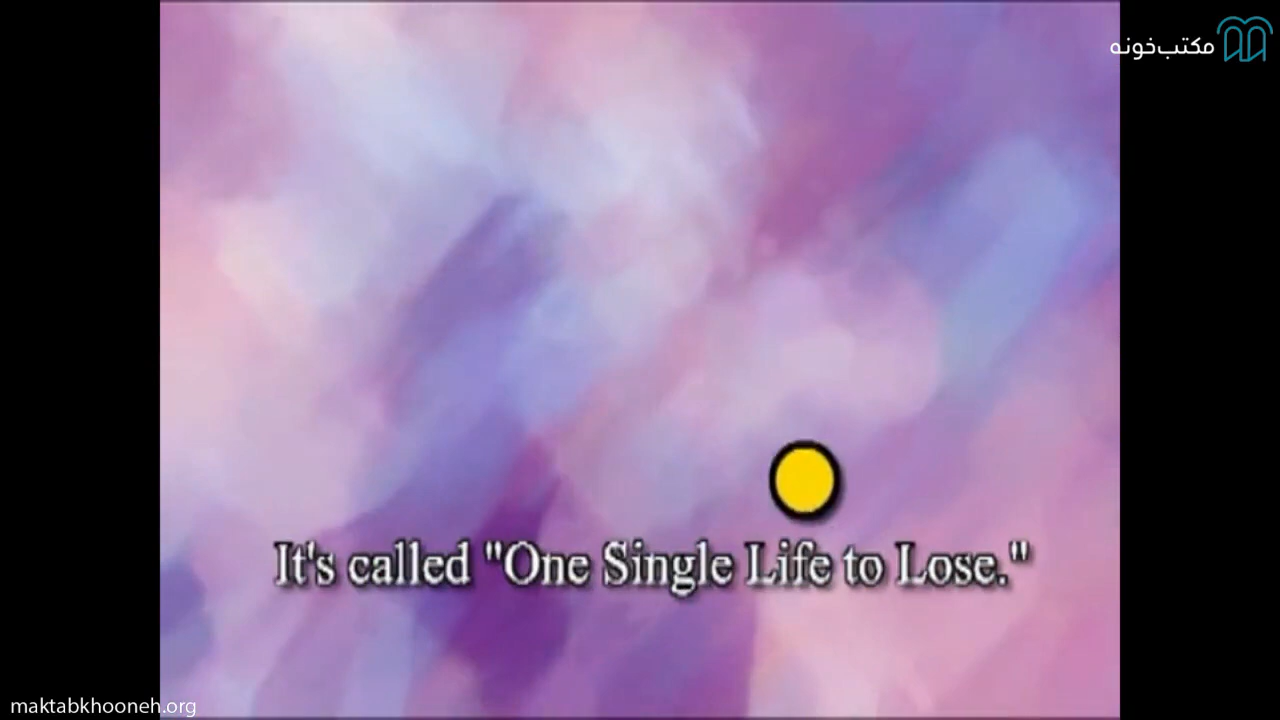 مکتب‌خونه
It's called "One Single Life to Lose."
maktabkhooneh.org